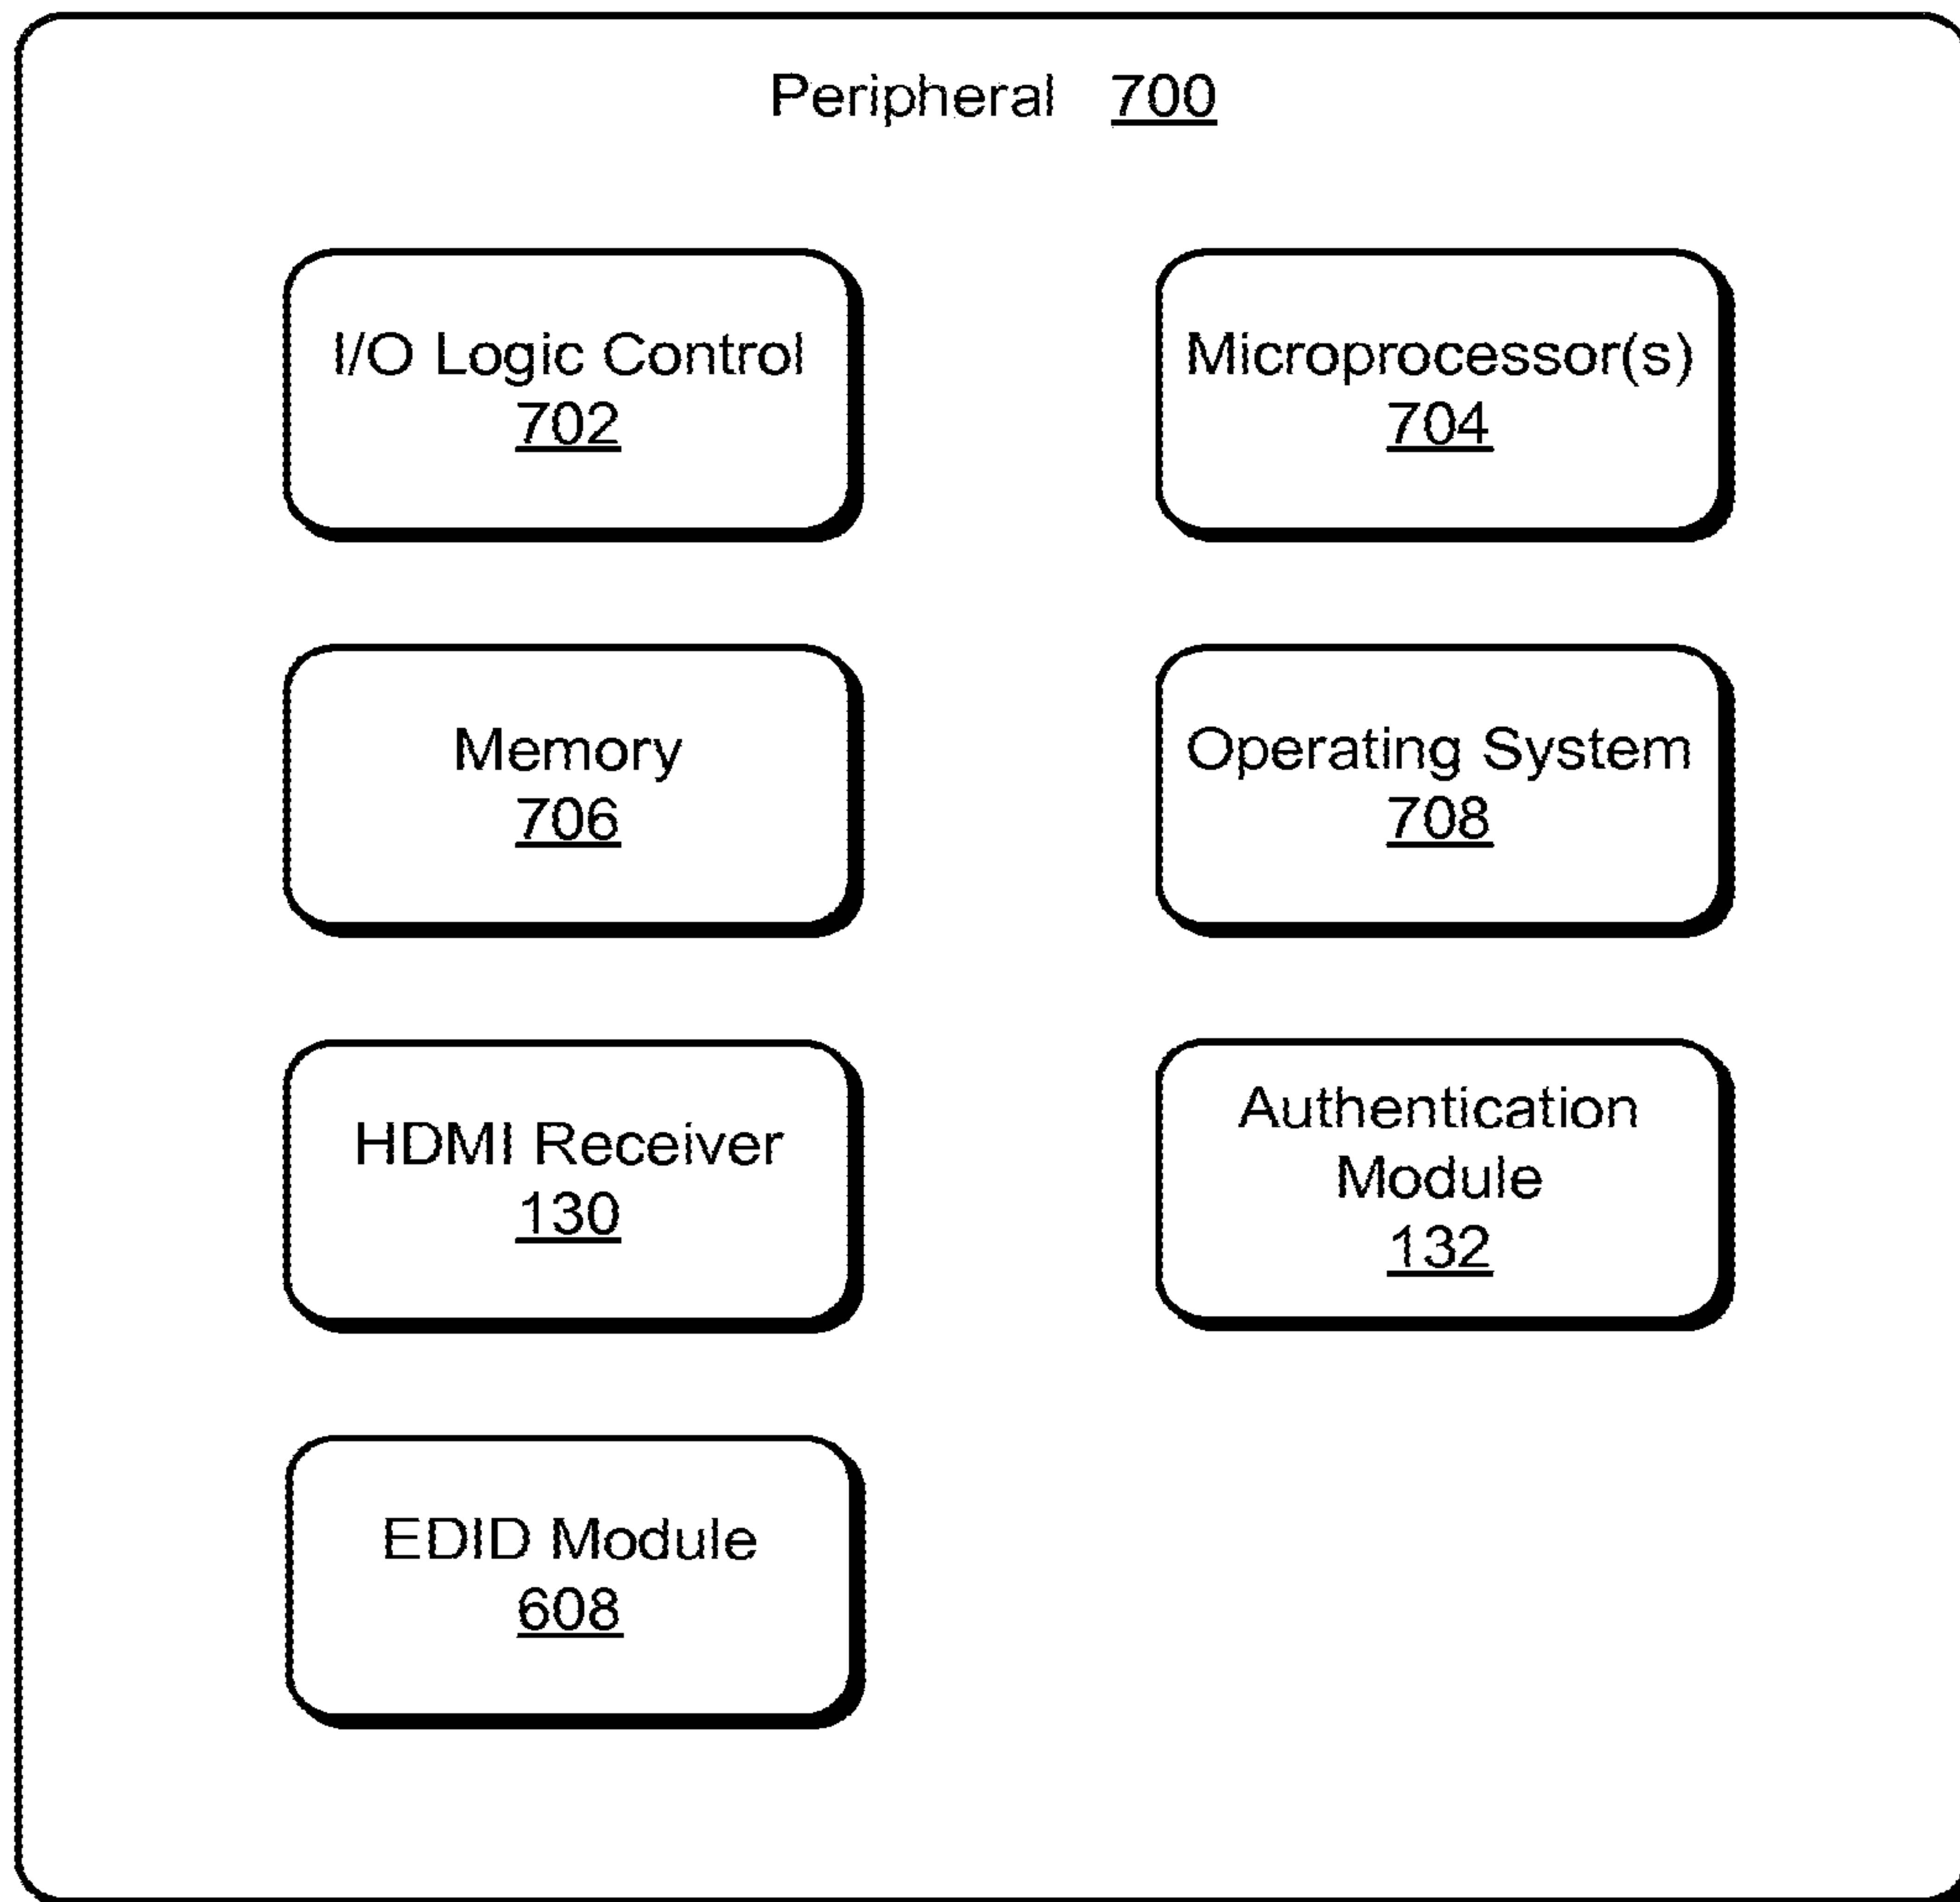 Peripheral 700
I/O Logic Control
702
Microprocessor(s)
704
Memory
706
Operating System
708
HDMI Receiver
130
Authentication
Module
132
EDID Module
608